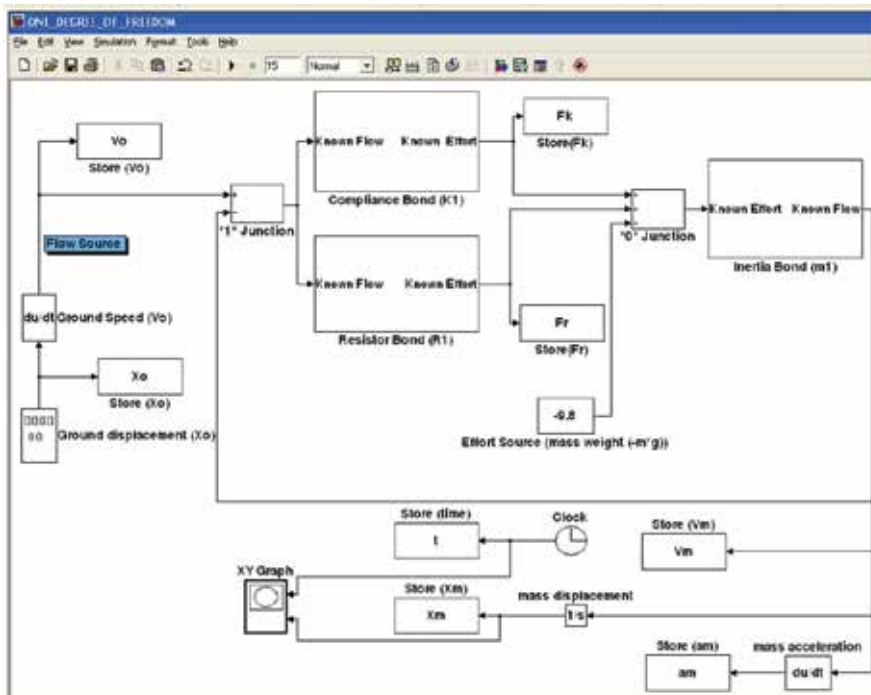 ONE_DEGREE_OF_FREEDOM
File Edit View Simulation Format Tools Help
15 Normal
Vo
Store (Vo)
Flow Source
du/dt Ground Speed (Vo)
Xo
Store (Xo)
Ground displacement (Xo)
"1" Junction
Known Flow Known Effort
Compliance Bond (K1)
Known Flow Known Effort
Resistor Bond (R1)
Fk
Store(Fk)
Fr
Store(Fr)
"0" Junction
Known Effort Known Flow
Inertia Bond (m1)
-9.8
Effort Source (mass weight (-m*g))
Store (time)
t
Clock
Store (Vm)
Vm
XY Graph
Store (Xm)
Xm
mass displacement
1/s
Store (am)
am
mass acceleration
du/dt